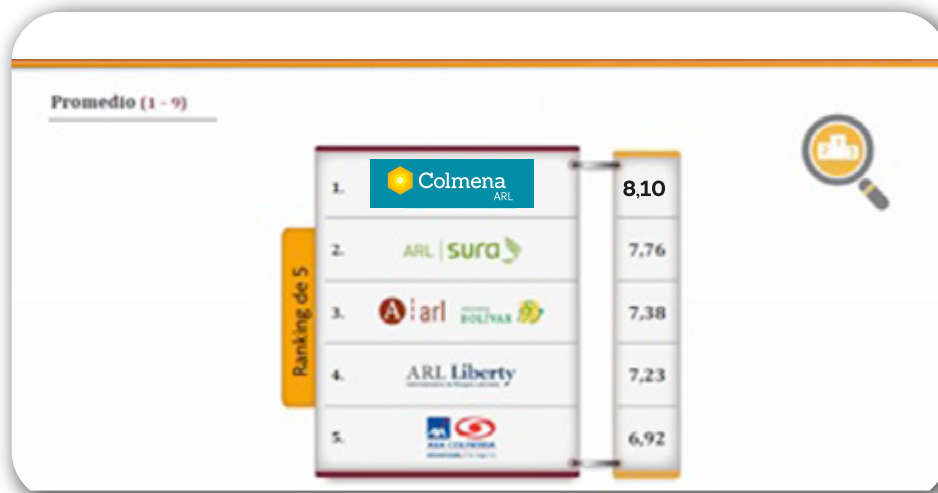 Promedio (1 - 9)
Ranking de 5
1. Colmena 8,10
ARL
2. ARL sura 7,76
3. A arl BOLÍVAR 7,38
4. ARL Liberty 7,23
5. AXA COLPATRIA 6,92